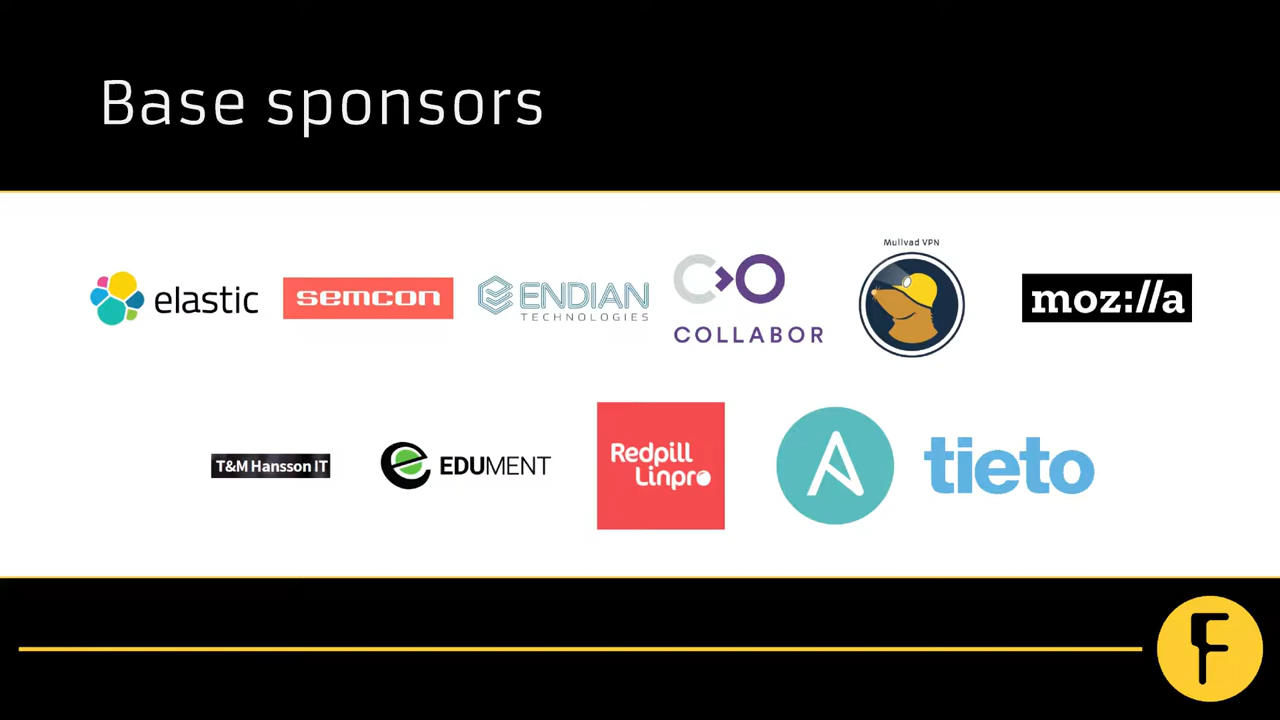 Base sponsors
Mullvad VPN
elastic
semcon
ENDIAN
TECHNOLOGIES
COLLABOR
moz://a
T&M Hansson IT
EDUMENT
Redpill
Linpro
A
tieto
F